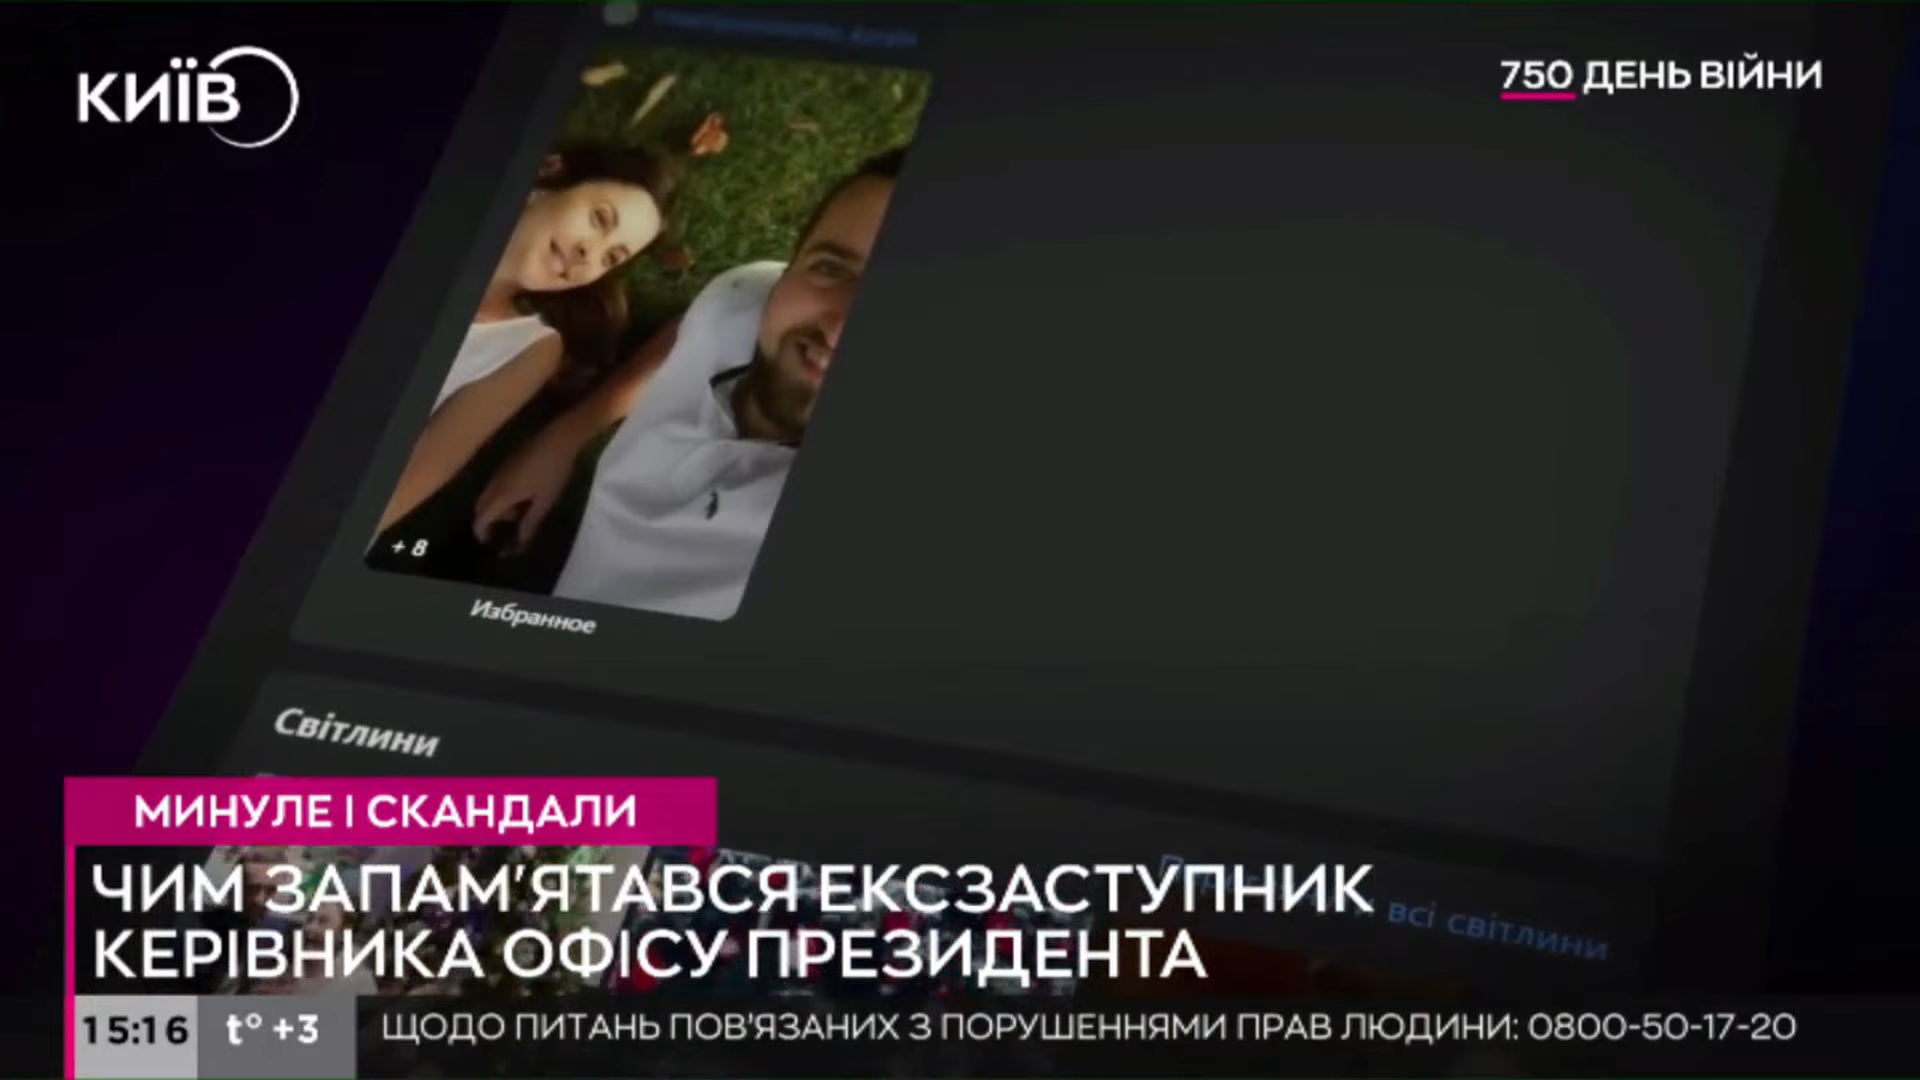 КИЇВ
750 ДЕНЬ ВІЙНИ
+ 8
Избранное
Світлини
МИНУЛЕ І СКАНДАЛИ
ЧИМ ЗАПАМ'ЯТАВСЯ ЕКСЗАСТУПНИК
КЕРІВНИКА ОФІСУ ПРЕЗИДЕНТА
всі світлини
15:16 t° +3 ЩОДО ПИТАНЬ ПОВ'ЯЗАНИХ З ПОРУШЕННЯМИ ПРАВ ЛЮДИНИ: 0800-50-17-20